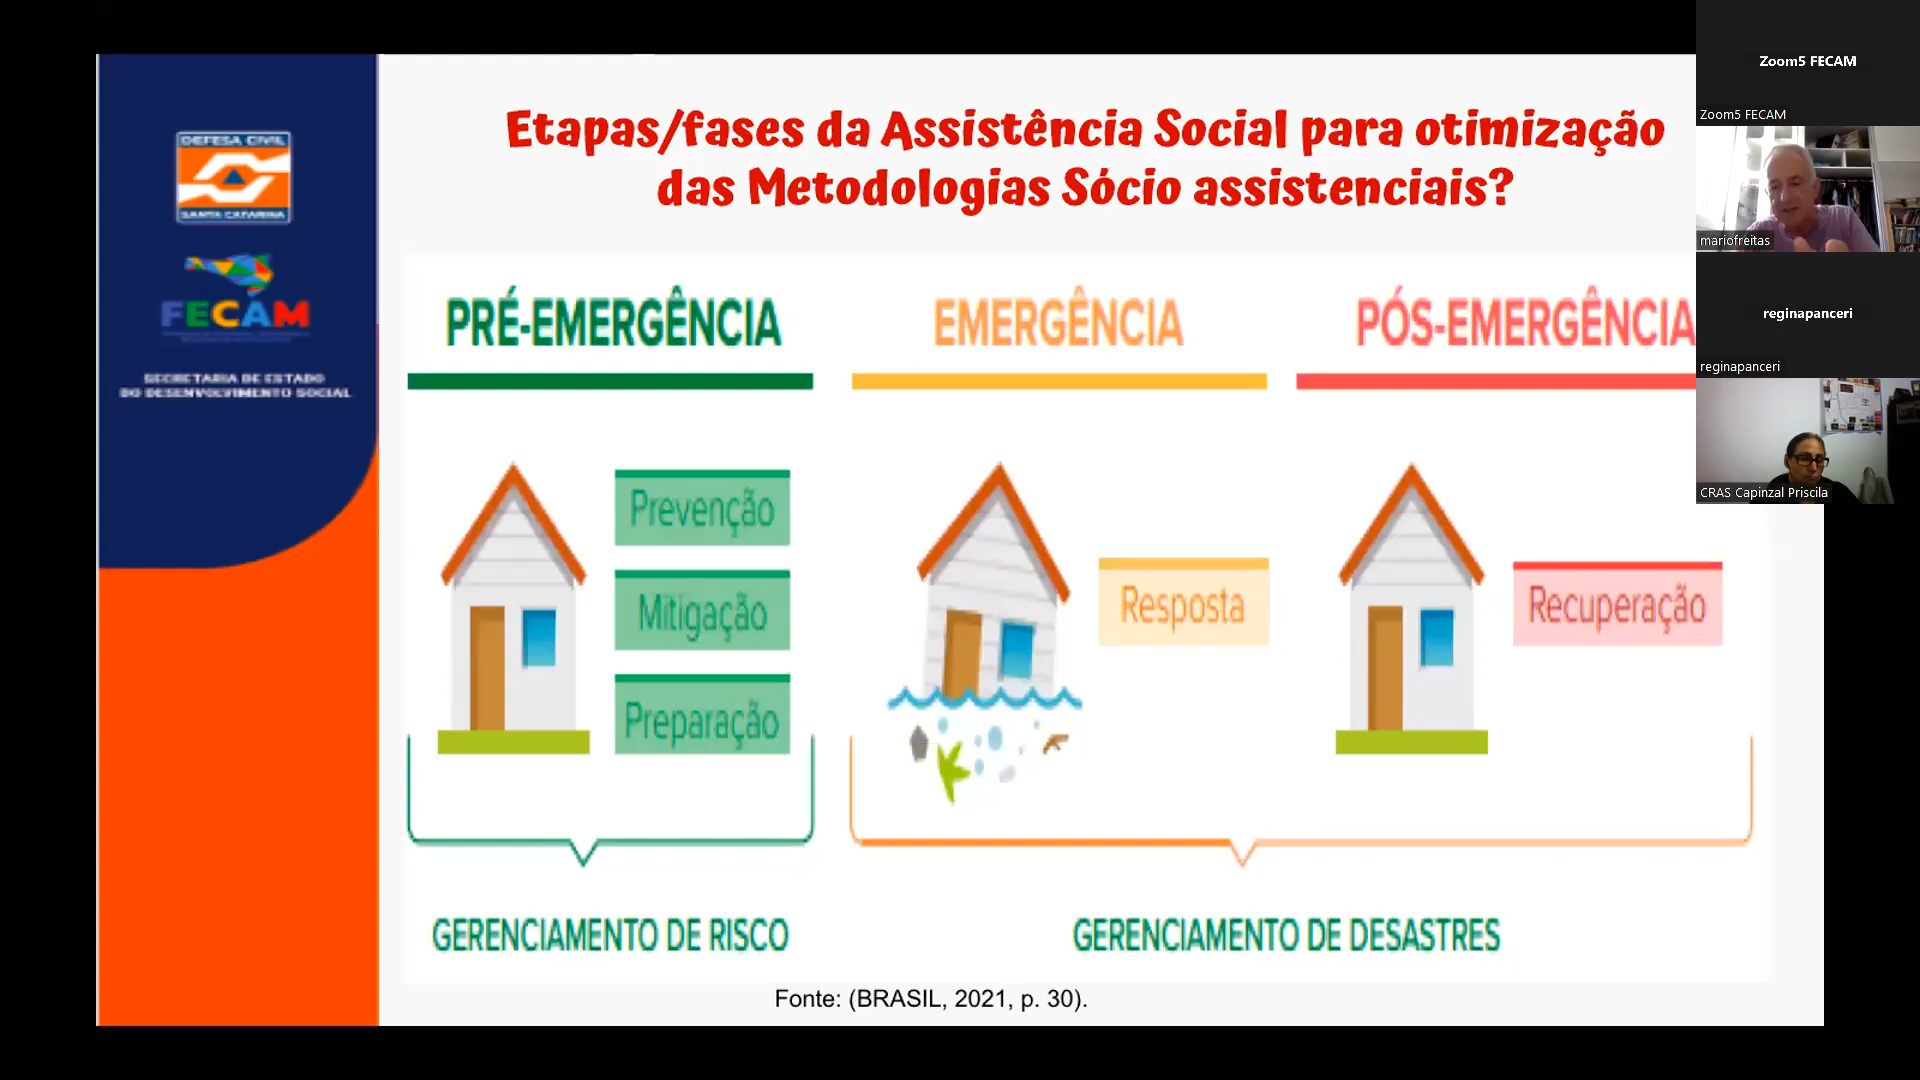 DEFESA CIVIL
SANTA CATARINA
FECAM
SECRETARIA DE ESTADO
DO DESENVOLVIMENTO SOCIAL
Etapas/fases da Assistência Social para otimização
das Metodologias Sócio assistenciais?
PRÉ-EMERGÊNCIA
EMERGÊNCIA
PÓS-EMERGÊNCIA
Prevenção
Mitigação
Preparação
Resposta
Recuperação
GERENCIAMENTO DE RISCO
GERENCIAMENTO DE DESASTRES
Fonte: (BRASIL, 2021, p. 30).
Zoom5 FECAM
Zoom5 FECAM
mariofreitas
reginapanceri
reginapanceri
CRAS Capinzal Priscila